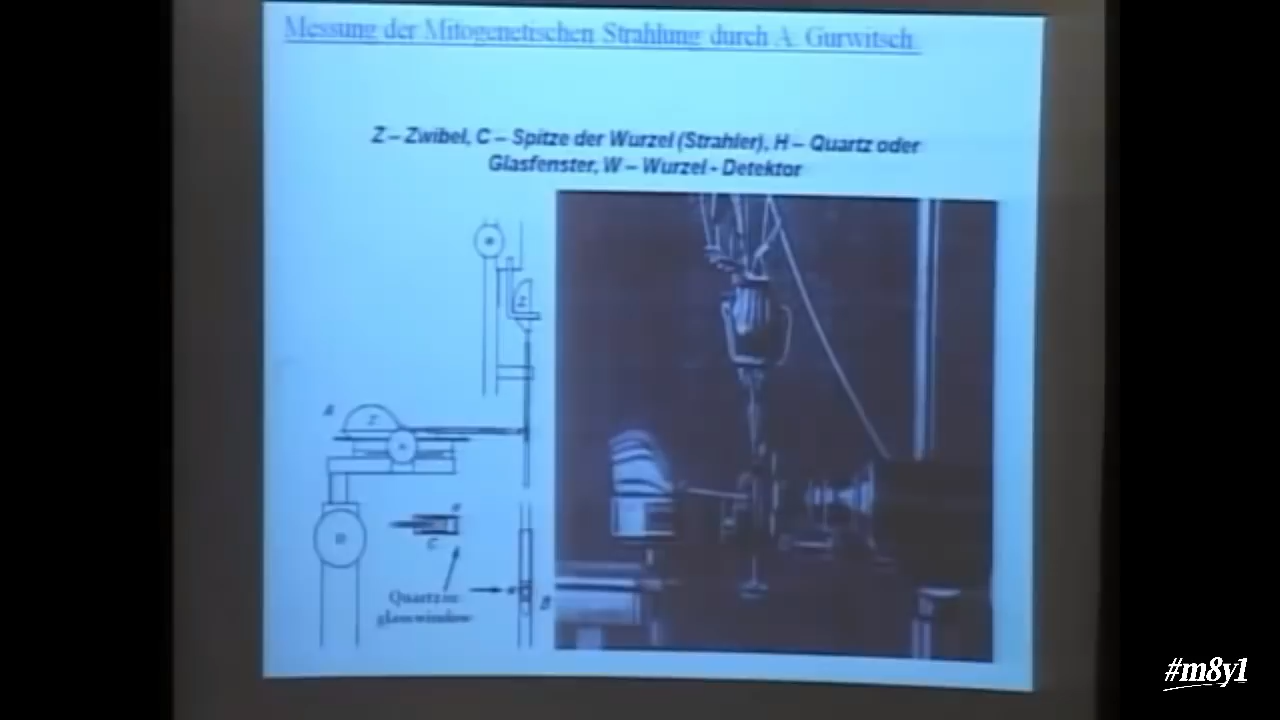 Messung der Mitogenetischen Strahlung durch A. Gurwitsch
Z – Zwibel, C – Spitze der Wurzel (Strahler), H – Quartz oder
Glasfenster, W – Wurzel - Detektor
Z
A
Z
C
Quartz or
glass window
B
#m8y1